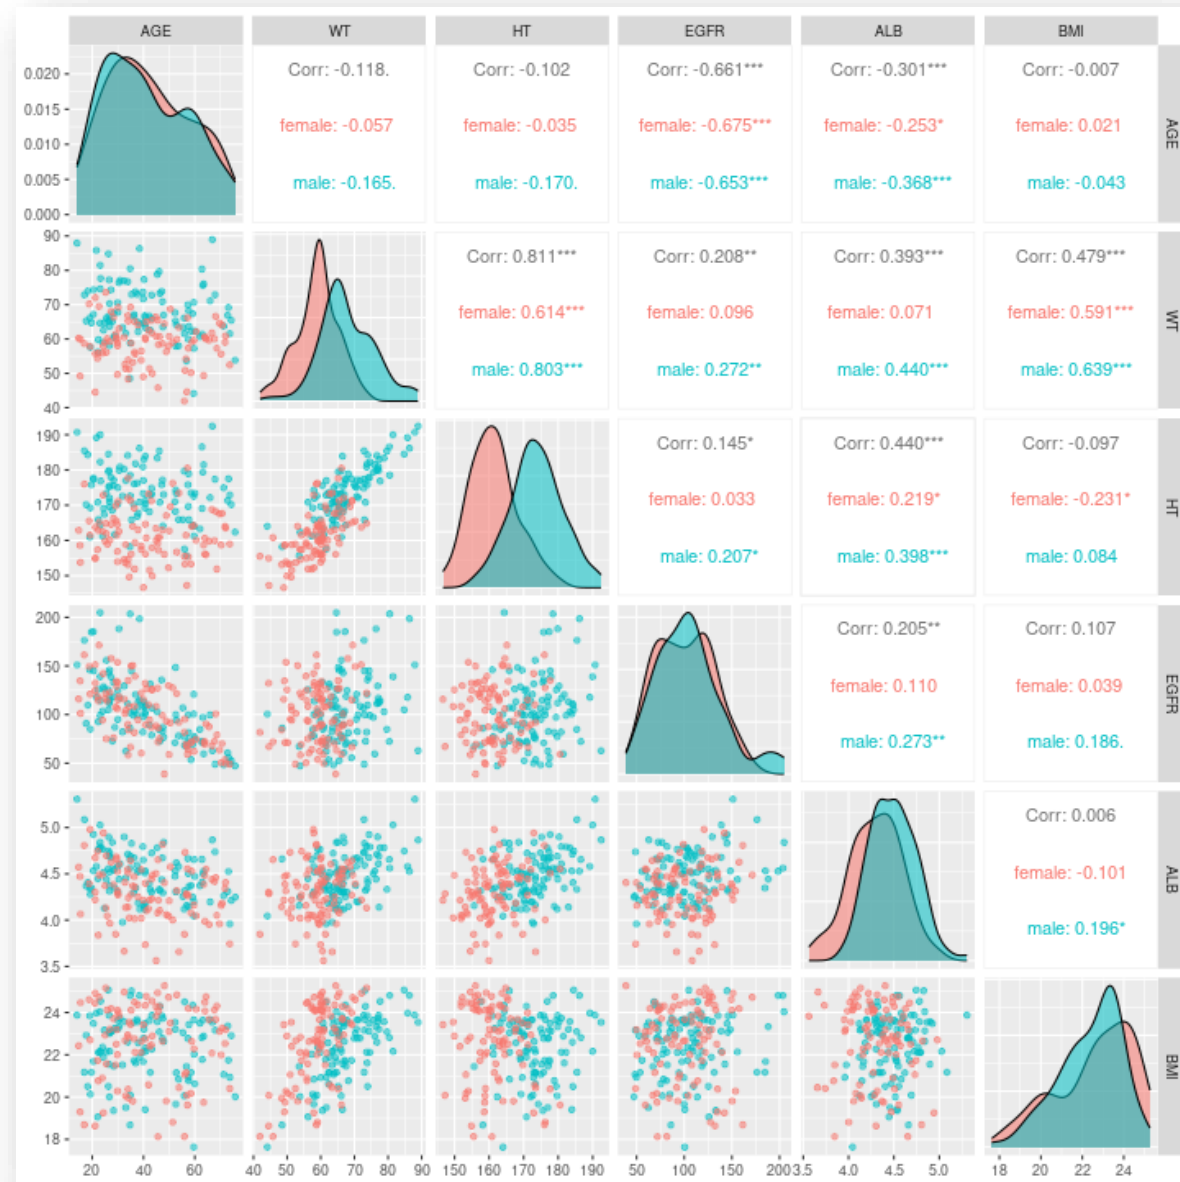 AGE WT HT EGFR ALB BMI
0.020
0.015
0.010
0.005
0.000
Corr: -0.118.
female: -0.057
male: -0.165.
Corr: -0.102
female: -0.035
male: -0.170.
Corr: -0.661***
female: -0.675***
male: -0.653***
Corr: -0.301***
female: -0.253*
male: -0.368***
Corr: -0.007
female: 0.021
male: -0.043
AGE
90
80
70
60
50
40
Corr: 0.811***
female: 0.614***
male: 0.803***
Corr: 0.208**
female: 0.096
male: 0.272**
Corr: 0.393***
female: 0.071
male: 0.440***
Corr: 0.479***
female: 0.591***
male: 0.639***
WT
190
180
170
160
150
Corr: 0.145*
female: 0.033
male: 0.207*
Corr: 0.440***
female: 0.219*
male: 0.398***
Corr: -0.097
female: -0.231*
male: 0.084
HT
200
150
100
50
Corr: 0.205**
female: 0.110
male: 0.273**
Corr: 0.107
female: 0.039
male: 0.186.
EGFR
5.0
4.5
4.0
3.5
Corr: 0.006
female: -0.101
male: 0.196*
ALB
24
22
20
18
BMI
20 40 60 40 50 60 70 80 90 150 160 170 180 190 50 100 150 200 3.5 4.0 4.5 5.0 18 20 22 24